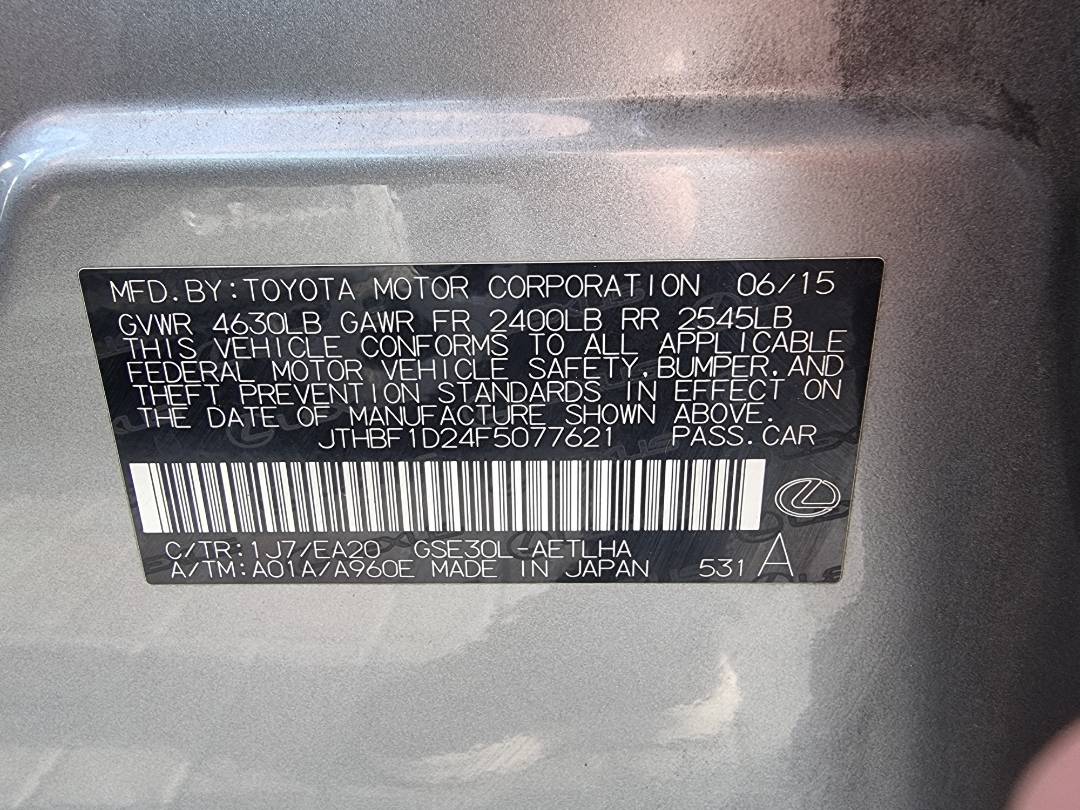 MFD.BY:TOYOTA MOTOR CORPORATION 06/15
GVWR 4630LB GAWR FR 2400LB RR 2545LB
THIS VEHICLE CONFORMS TO ALL APPLICABLE
FEDERAL MOTOR VEHICLE SAFETY,BUMPER,AND
THEFT PREVENTION STANDARDS IN EFFECT ON
THE DATE OF MANUFACTURE SHOWN ABOVE.
JTHBF1D24F5077621 PASS.CAR
C/TR:1J7/EA20 GSE30L-AETLHA
A/TM:A01A/A960E MADE IN JAPAN 531 A